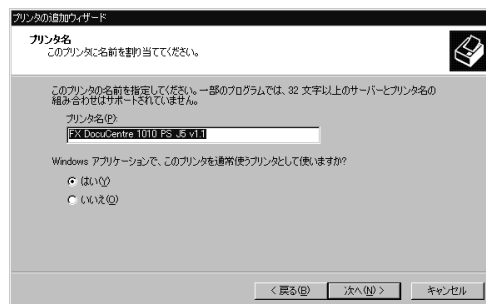 プリンタの追加ウィザード
プリンタ名
このプリンタに名前を割り当ててください。
このプリンタの名前を指定してください。一部のプログラムでは、32 文字以上のサーバーとプリンタ名の
組み合わせはサポートされていません。
プリンタ名(P):
FX DocuCentre 1010 PS J5 v1.1
Windows アプリケーションで、このプリンタを通常使うプリンタとして使いますか?
はい(Y)
いいえ(O)
< 戻る(B)
次へ(N) >
キャンセル